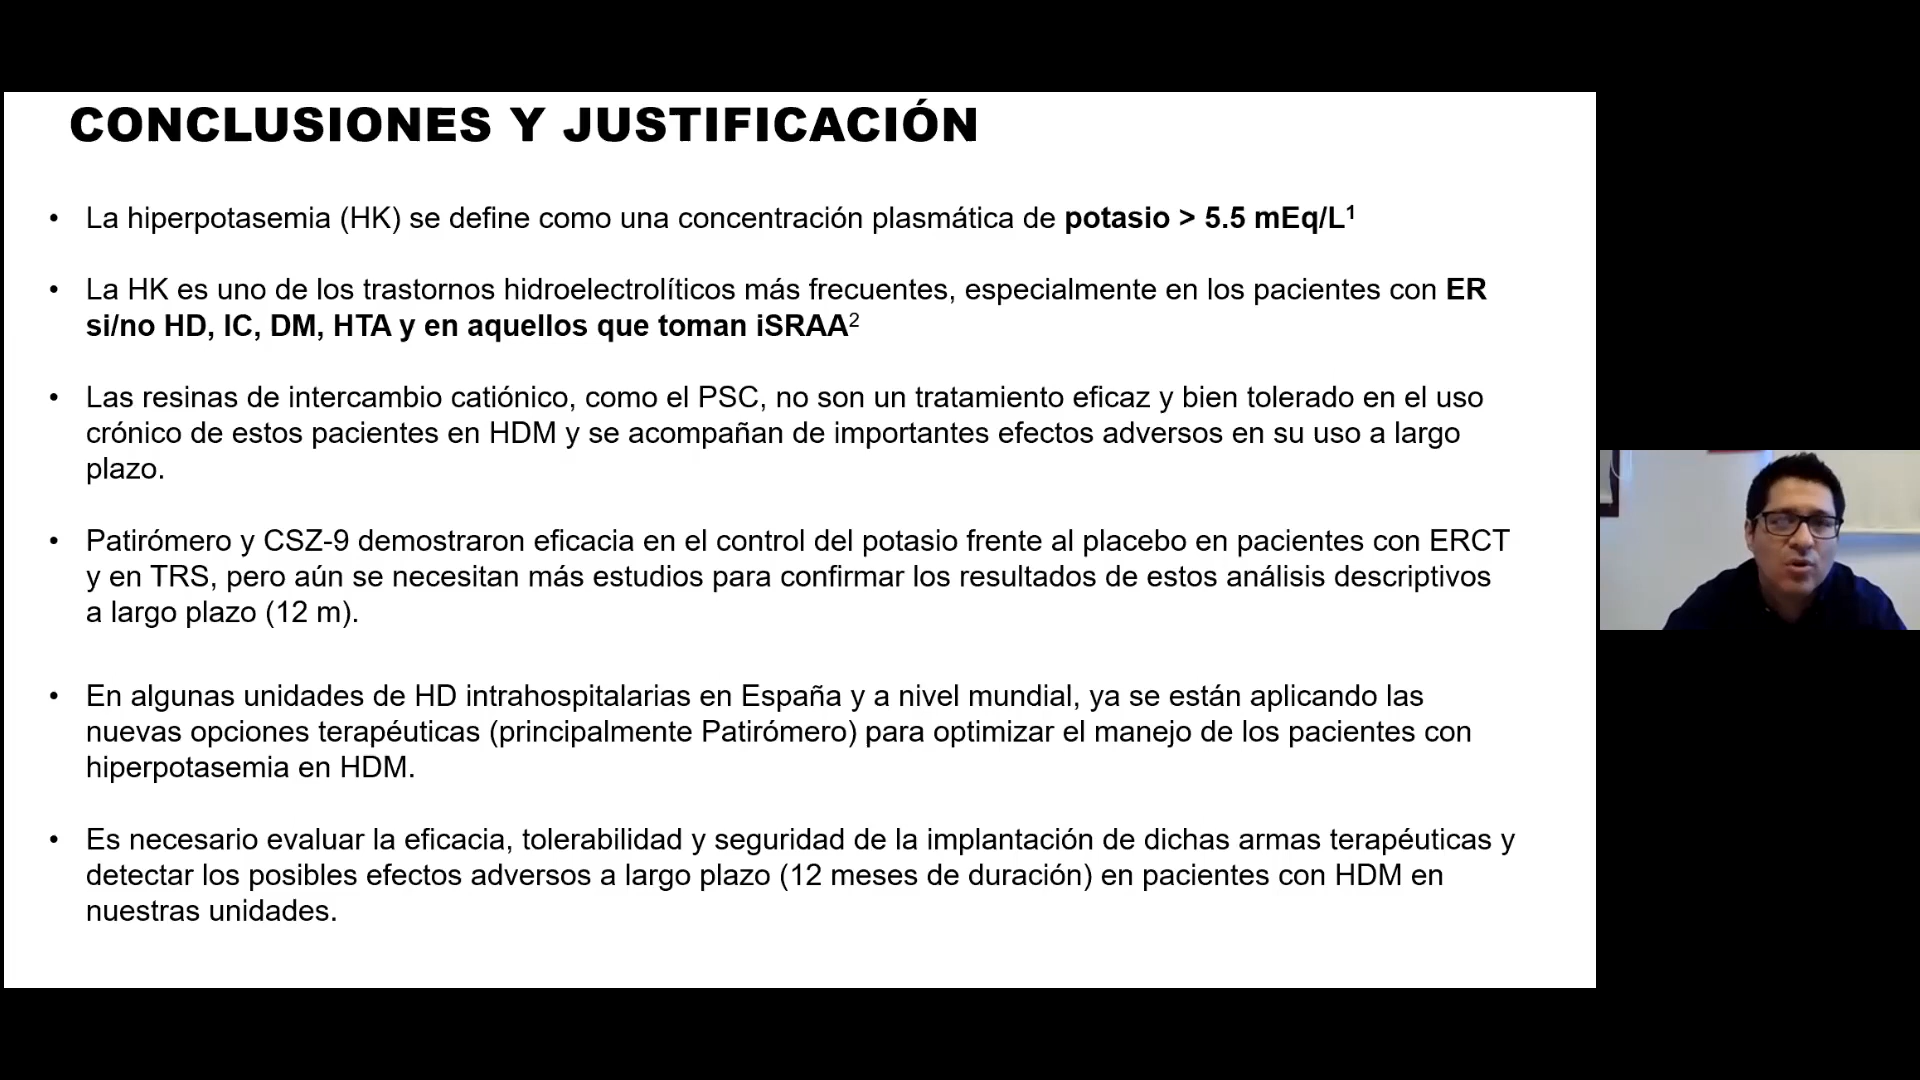 CONCLUSIONES Y JUSTIFICACIÓN
• La hiperpotasemia (HK) se define como una concentración plasmática de potasio > 5.5 mEq/L¹
• La HK es uno de los trastornos hidroelectrolíticos más frecuentes, especialmente en los pacientes con ER
si/no HD, IC, DM, HTA y en aquellos que toman iSRAA²
• Las resinas de intercambio catiónico, como el PSC, no son un tratamiento eficaz y bien tolerado en el uso
crónico de estos pacientes en HDM y se acompañan de importantes efectos adversos en su uso a largo
plazo.
• Patirómero y CSZ-9 demostraron eficacia en el control del potasio frente al placebo en pacientes con ERCT
y en TRS, pero aún se necesitan más estudios para confirmar los resultados de estos análisis descriptivos
a largo plazo (12 m).
• En algunas unidades de HD intrahospitalarias en España y a nivel mundial, ya se están aplicando las
nuevas opciones terapéuticas (principalmente Patirómero) para optimizar el manejo de los pacientes con
hiperpotasemia en HDM.
• Es necesario evaluar la eficacia, tolerabilidad y seguridad de la implantación de dichas armas terapéuticas y
detectar los posibles efectos adversos a largo plazo (12 meses de duración) en pacientes con HDM en
nuestras unidades.